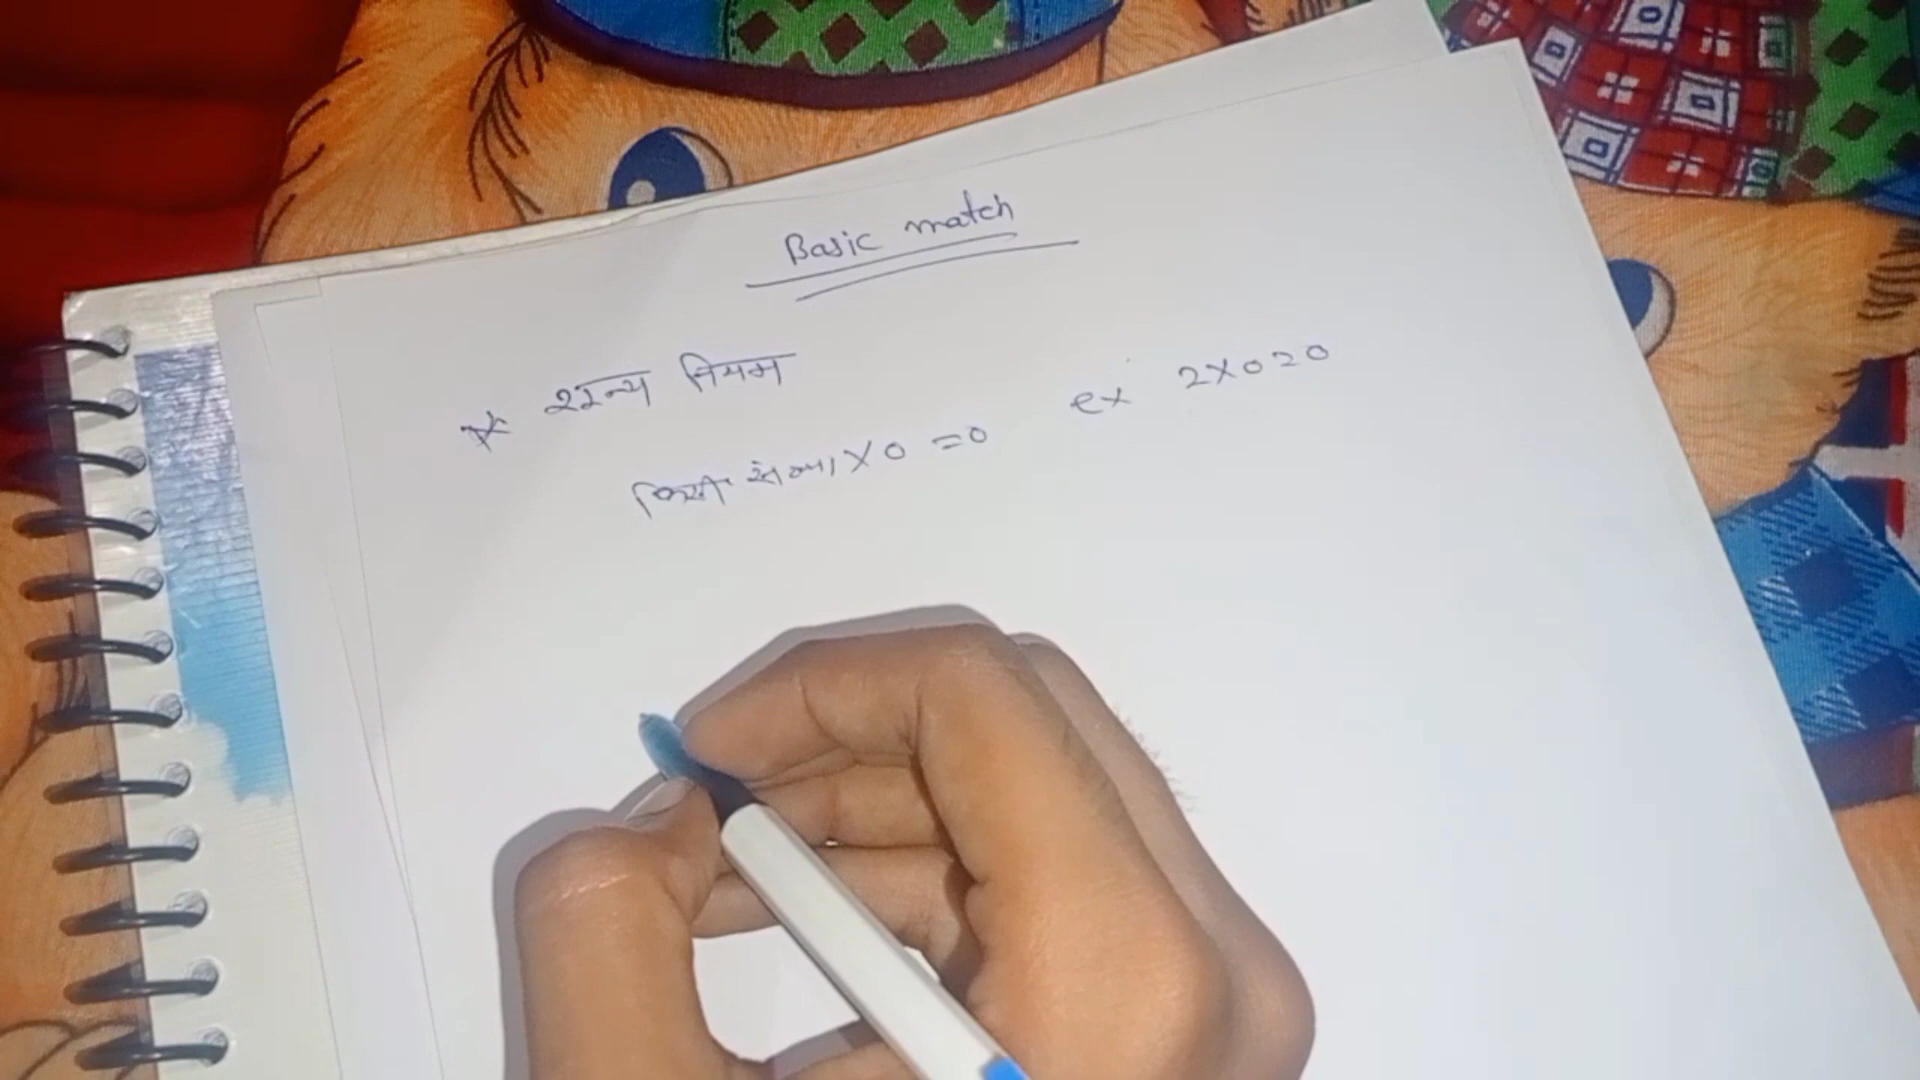 Basic match
* शून्य नियम
किसी संख्या X 0 = 0 ex 2 X 0 = 0